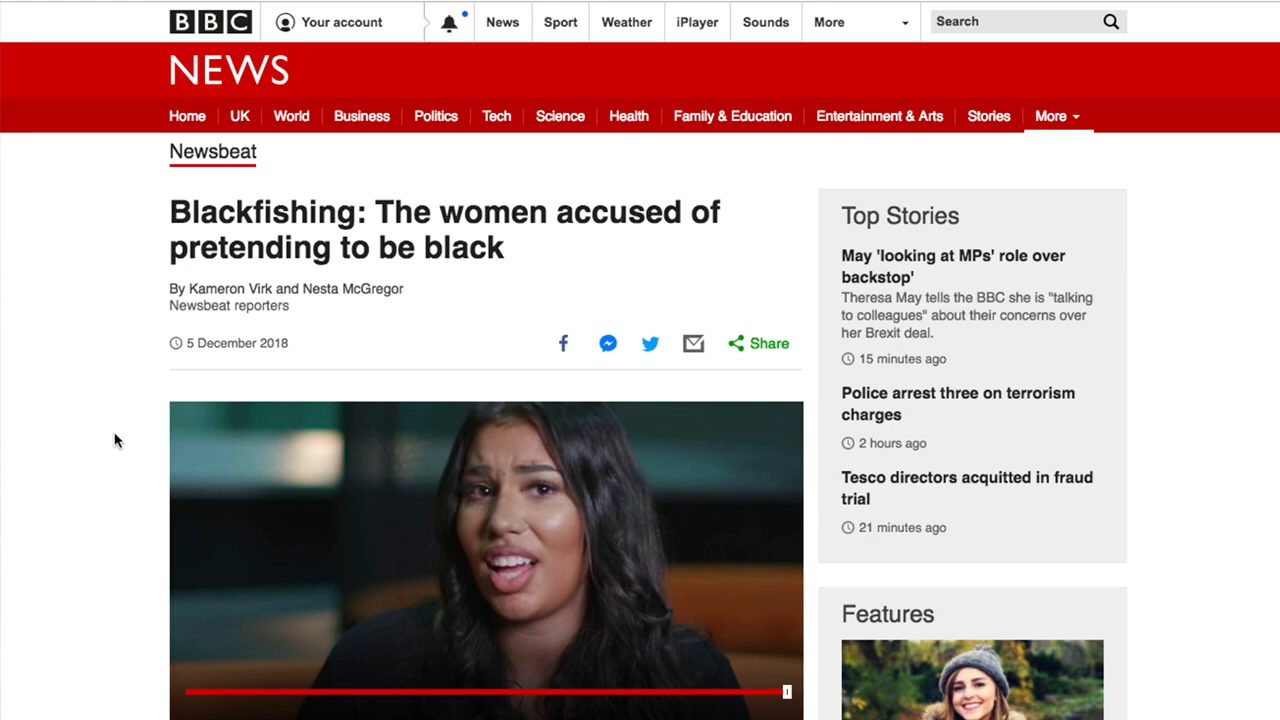 BBC
Your account
News
Sport
Weather
iPlayer
Sounds
More
Search
NEWS
Home
UK
World
Business
Politics
Tech
Science
Health
Family & Education
Entertainment & Arts
Stories
More
Newsbeat
Blackfishing: The women accused of
pretending to be black
By Kameron Virk and Nesta McGregor
Newsbeat reporters
5 December 2018
Share
Top Stories
May 'looking at MPs' role over
backstop'
Theresa May tells the BBC she is "talking
to colleagues" about their concerns over
her Brexit deal.
15 minutes ago
Police arrest three on terrorism
charges
2 hours ago
Tesco directors acquitted in fraud
trial
21 minutes ago
Features